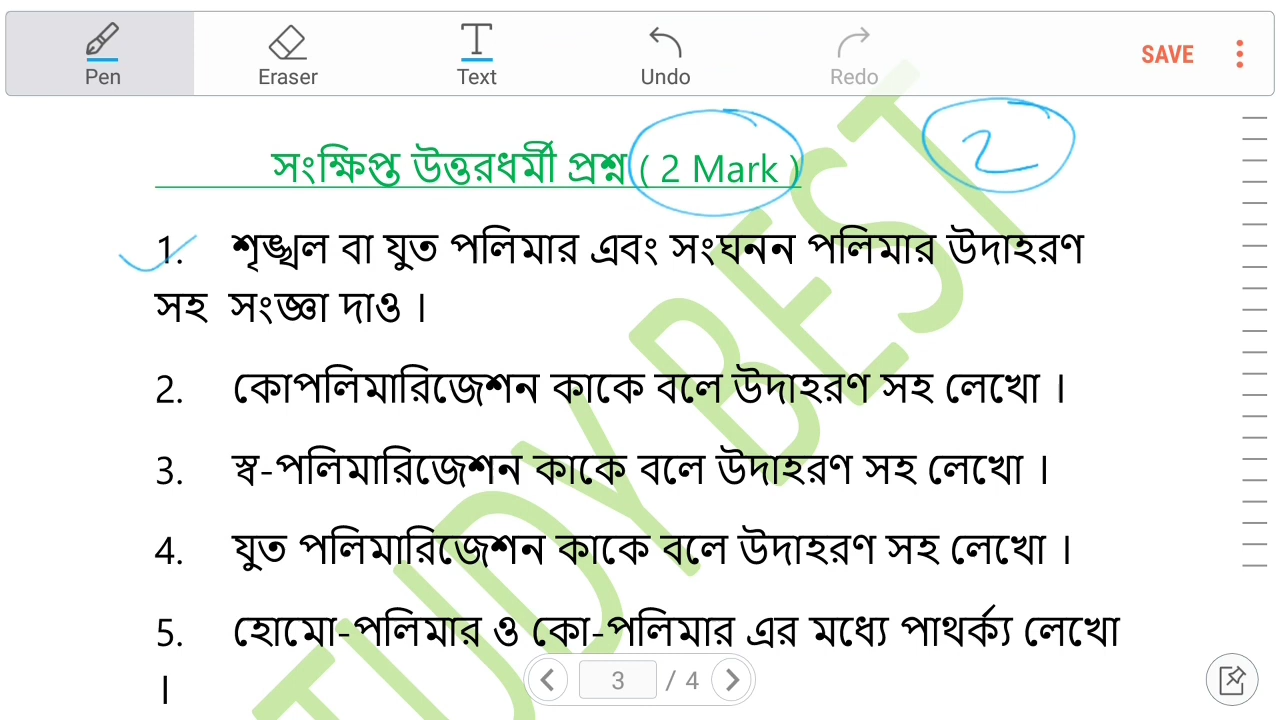 Pen Eraser Text Undo Redo SAVE
2
সংক্ষিপ্ত উত্তরধর্মী প্রশ্ন ( 2 Mark )
1. শৃঙ্খল বা যুত পলিমার এবং সংঘনন পলিমার উদাহরণ
সহ সংজ্ঞা দাও ।
2. কোপলিমারিজেশন কাকে বলে উদাহরণ সহ লেখো ।
3. স্ব-পলিমারিজেশন কাকে বলে উদাহরণ সহ লেখো ।
4. যুত পলিমারিজেশন কাকে বলে উদাহরণ সহ লেখো ।
5. হোমো-পলিমার ও কো-পলিমার এর মধ্যে পাথর্ক্য লেখো
।
3 / 4
STUDY BEST